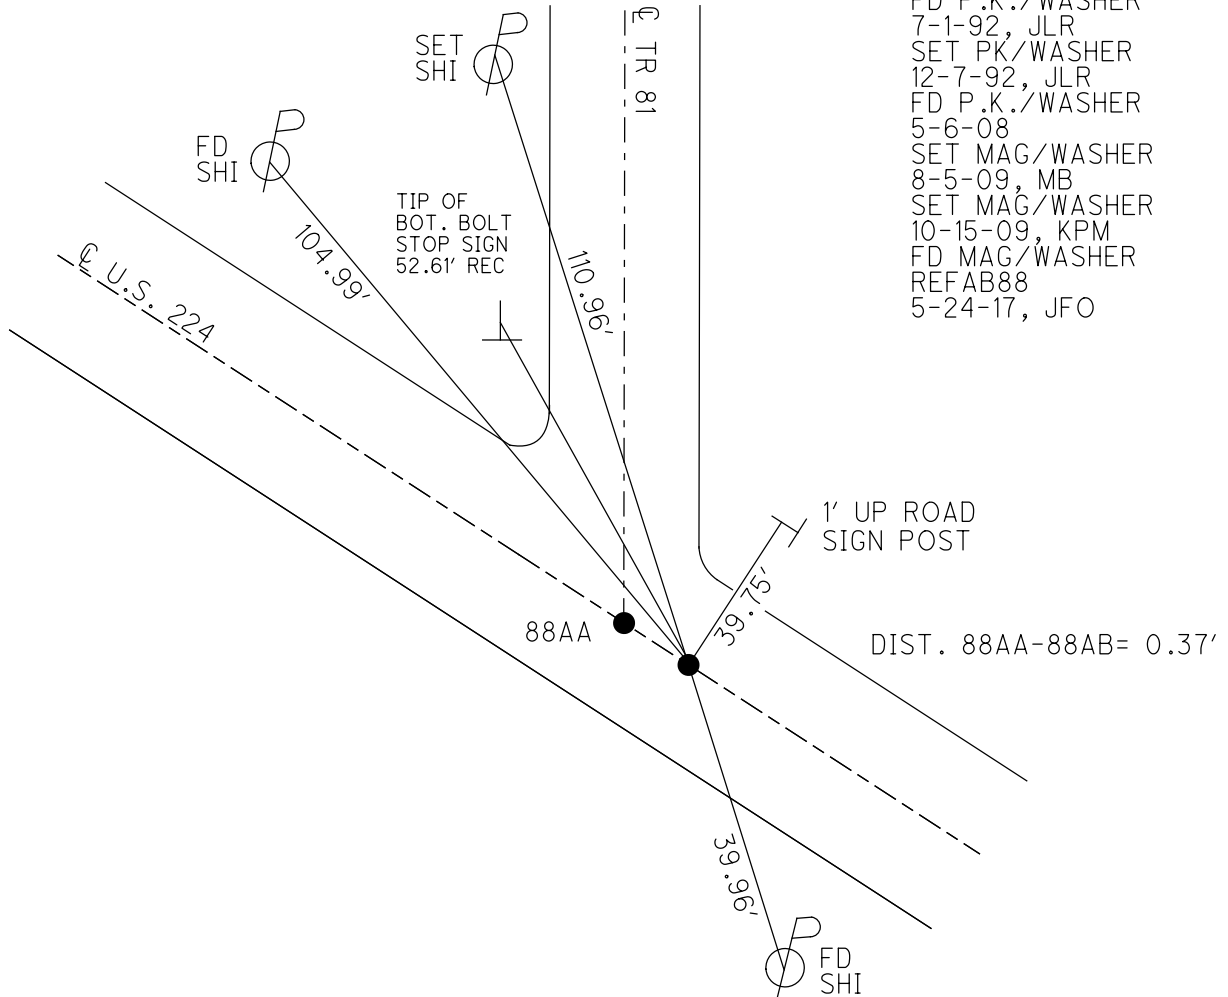 FD P.K./WASHER
7-1-92, JLR
SET PK/WASHER
12-7-92, JLR
FD P.K./WASHER
5-6-08
SET MAG/WASHER
8-5-09, MB
SET MAG/WASHER
10-15-09, KPM
FD MAG/WASHER
REFAB88
5-24-17, JFO
SET
SHI
℄ TR 81
FD
SHI
TIP OF
BOT. BOLT
STOP SIGN
52.61' REC
104.99'
110.96'
℄ U.S. 224
1' UP ROAD
SIGN POST
39.75'
88AA
DIST. 88AA-88AB= 0.37'
39.96'
FD
SHI